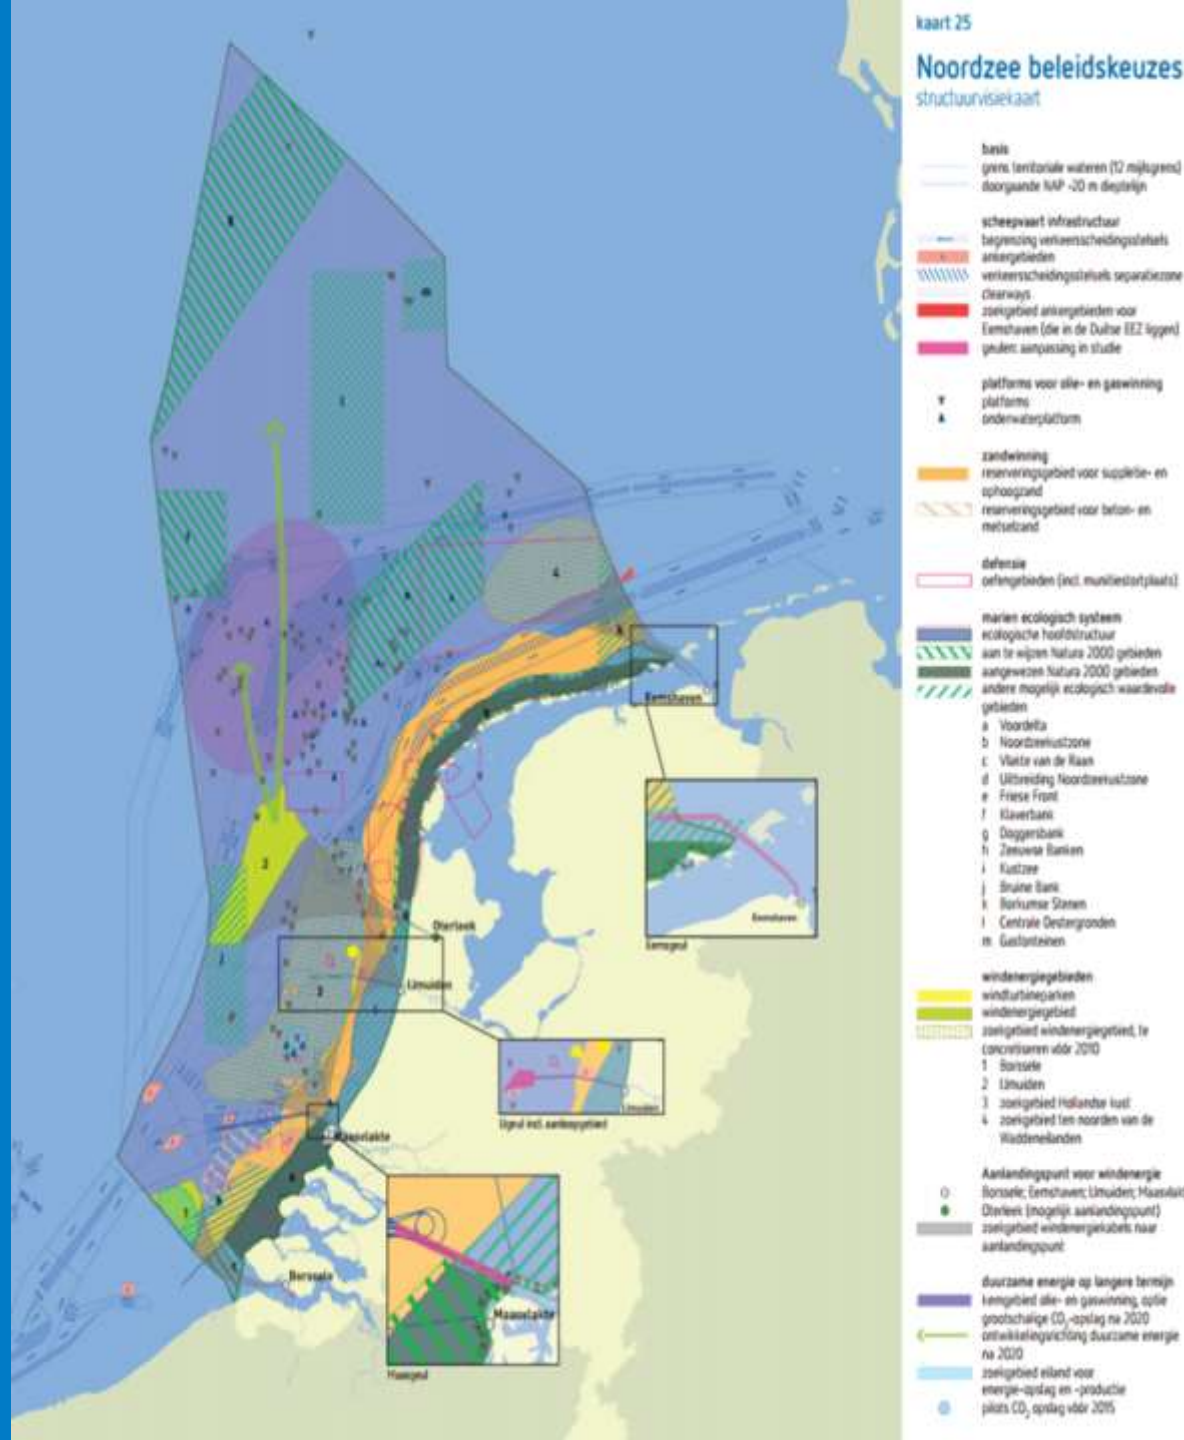 kaart 25
Noordzee beleidskeuzes
structuurvisiekaart
basis
grens territoriale wateren (12 mijlsgrens)
doorgaande NAP -20 m dieptelijn
scheepvaart infrastructuur
begrenzing verkeersscheidingsstelsels
ankergebieden
verkeersscheidingsstelsels separatiezone
clearways
zoekgebied ankergebieden voor
Eemshaven (die in de Duitse EEZ liggen)
geulen: aanpassing in studie
platforms voor olie- en gaswinning
platforms
onderwaterplatform
zandwinning
reserveringsgebied voor suppletie- en
ophoogzand
reserveringsgebied voor beton- en
metselzand
defensie
oefengebieden (incl. munitiestortplaats)
marien ecologisch systeem
ecologische hoofdstructuur
aan te wijzen Natura 2000 gebieden
aangewezen Natura 2000 gebieden
andere mogelijk ecologisch waardevolle
gebieden
a Voordelta
b Noordzeekustzone
c Vlakte van de Raan
d Uitbreiding Noordzeekustzone
e Friese Front
f Klaverbank
g Doggersbank
h Zeeuwse Banken
i Kustzee
j Bruine Bank
k Borkumse Stenen
l Centrale Oestergronden
m Gasfonteinen
windenergiegebieden
windturbineparken
windenergiegebied
zoekgebied windenergiegebied, te
concretiseren vóór 2010
1 Borssele
2 IJmuiden
3 zoekgebied Hollandse kust
4 zoekgebied ten noorden van de
Waddeneilanden
Aanlandingspunt voor windenergie
Borssele; Eemshaven; IJmuiden; Maasvlakt
Oterleek (mogelijk aanlandingspunt)
zoekgebied windenergiekabels naar
aanlandingspunt
duurzame energie op langere termijn
kerngebied olie- en gaswinning, optie
grootschalige CO₂-opslag na 2020
ontwikkelingsrichting duurzame energie
na 2020
zoekgebied eiland voor
energie-opslag en -productie
pilots CO₂ opslag vóór 2015
Eemshaven
Eemshaven
Eemsgeul
Oterleek
IJmuiden
IJmuiden
IJgeul incl. aanloopgebied
Maasvlakte
Borssele
Maasvlakte
Maasgeul